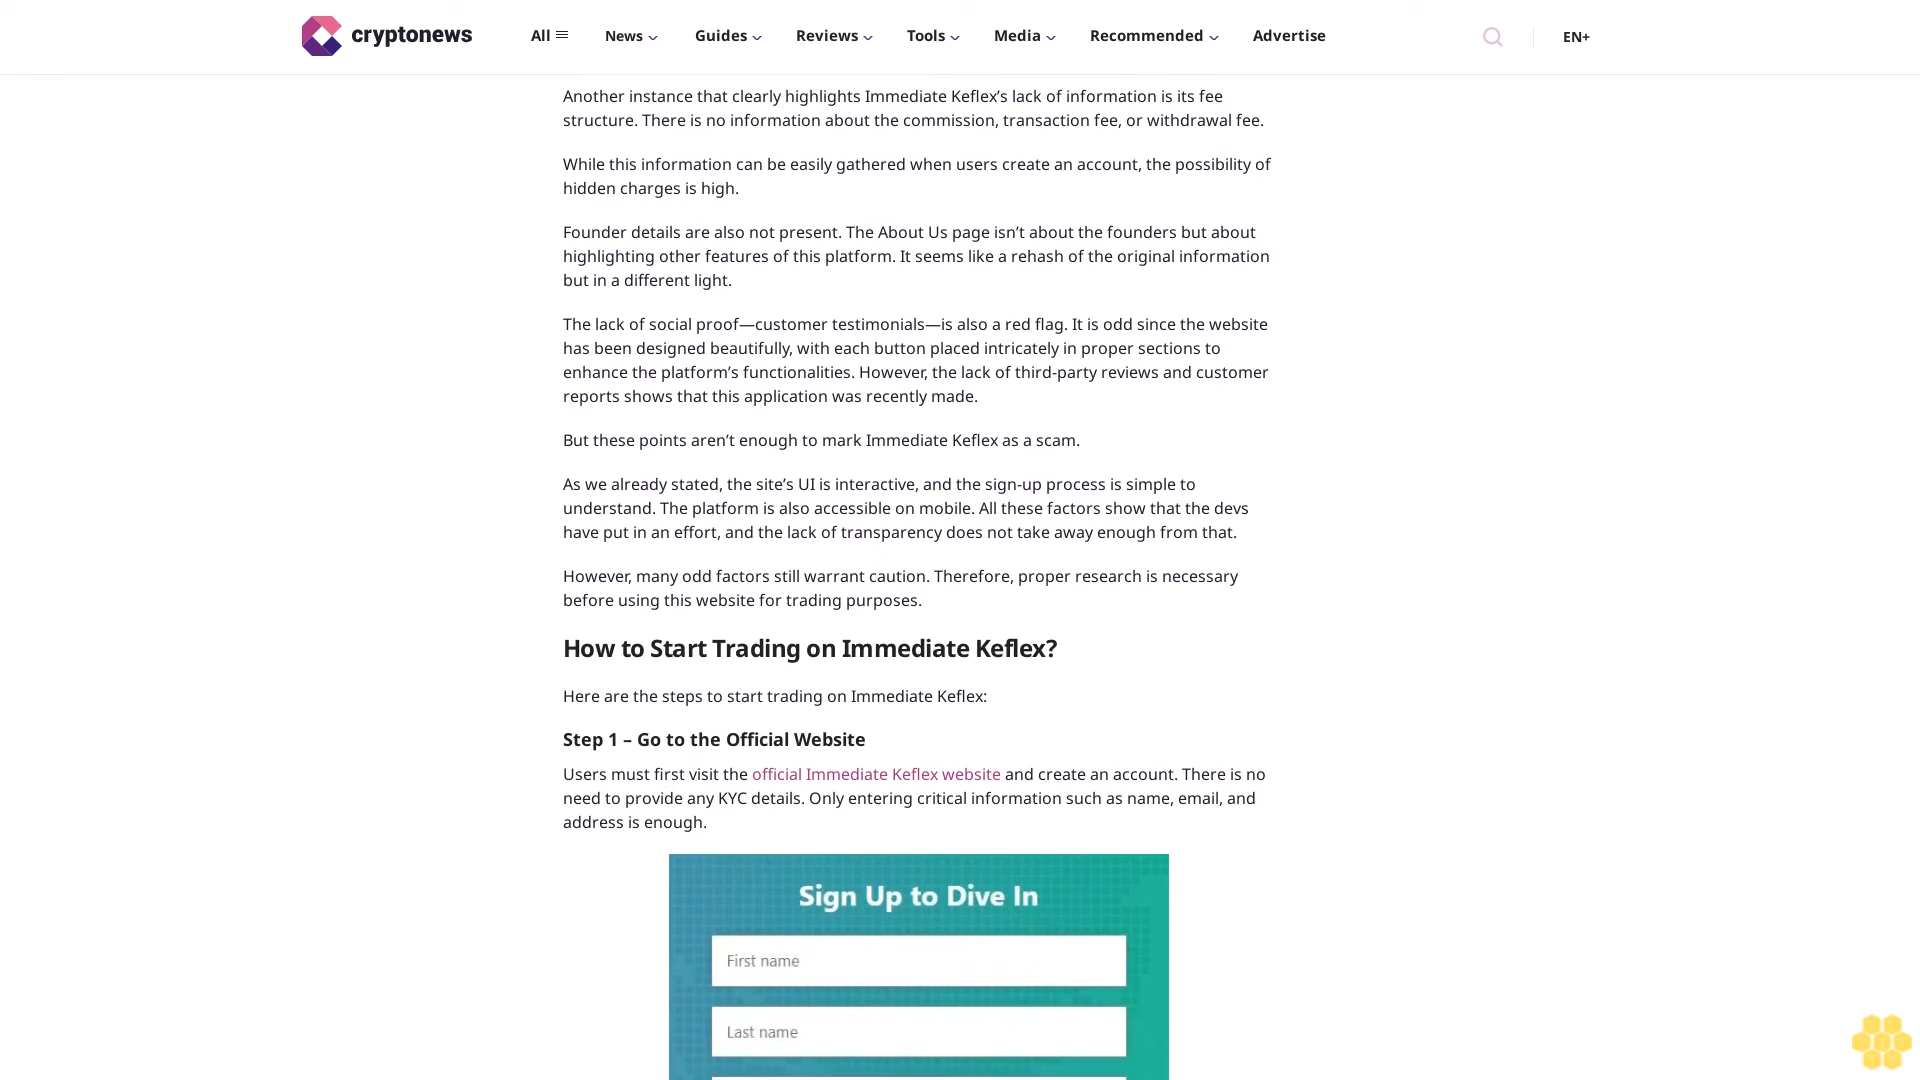 cryptonews
All
News
Guides
Reviews
Tools
Media
Recommended
Advertise
EN+
Another instance that clearly highlights Immediate Keflex’s lack of information is its fee
structure. There is no information about the commission, transaction fee, or withdrawal fee.
While this information can be easily gathered when users create an account, the possibility of
hidden charges is high.
Founder details are also not present. The About Us page isn’t about the founders but about
highlighting other features of this platform. It seems like a rehash of the original information
but in a different light.
The lack of social proof—customer testimonials—is also a red flag. It is odd since the website
has been designed beautifully, with each button placed intricately in proper sections to
enhance the platform’s functionalities. However, the lack of third-party reviews and customer
reports shows that this application was recently made.
But these points aren’t enough to mark Immediate Keflex as a scam.
As we already stated, the site’s UI is interactive, and the sign-up process is simple to
understand. The platform is also accessible on mobile. All these factors show that the devs
have put in an effort, and the lack of transparency does not take away enough from that.
However, many odd factors still warrant caution. Therefore, proper research is necessary
before using this website for trading purposes.
How to Start Trading on Immediate Keflex?
Here are the steps to start trading on Immediate Keflex:
Step 1 – Go to the Official Website
Users must first visit the official Immediate Keflex website and create an account. There is no
need to provide any KYC details. Only entering critical information such as name, email, and
address is enough.
Sign Up to Dive In
First name
Last name